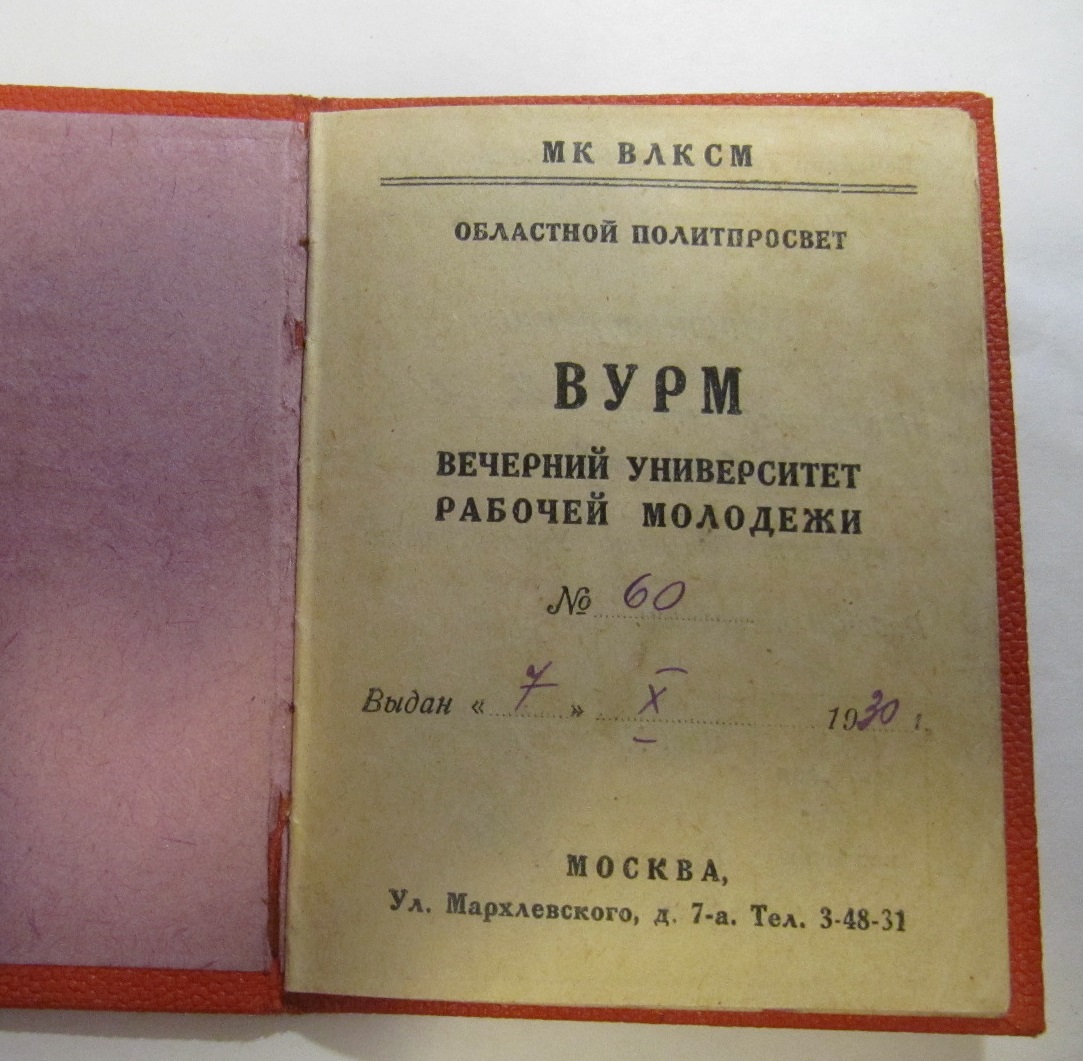 МК ВЛКСМ
ОБЛАСТНОЙ ПОЛИТПРОСВЕТ
ВУРМ
ВЕЧЕРНИЙ УНИВЕРСИТЕТ
РАБОЧЕЙ МОЛОДЕЖИ
№ 60
Выдан « 7 » X 1930 г.
МОСКВА,
Ул. Мархлевского, д. 7-а. Тел. 3-48-31